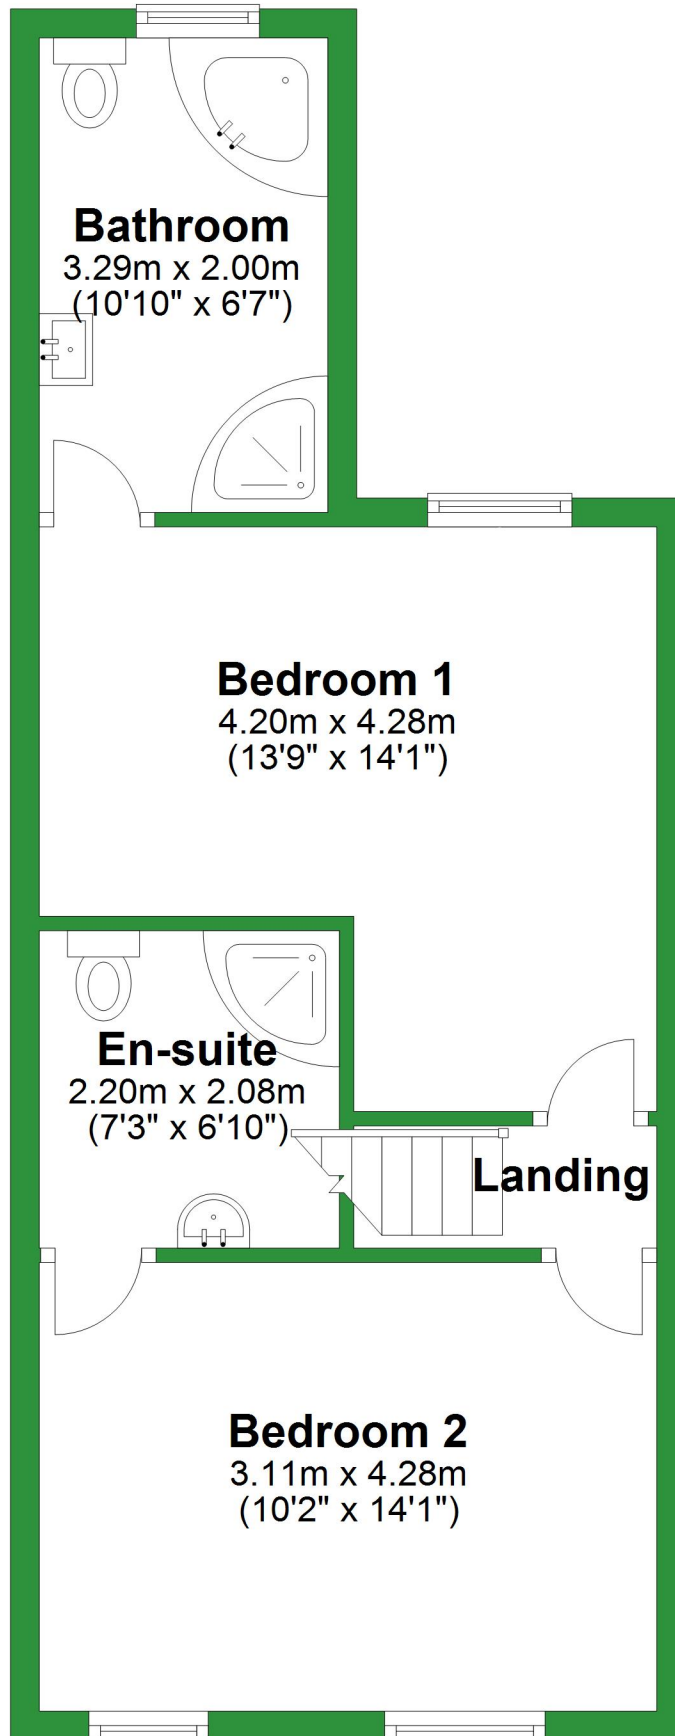 Bathroom
3.29m x 2.00m
(10'10" x 6'7")
Bedroom 1
4.20m x 4.28m
(13'9" x 14'1")
En-suite
2.20m x 2.08m
(7'3" x 6'10")
Landing
Bedroom 2
3.11m x 4.28m
(10'2" x 14'1")